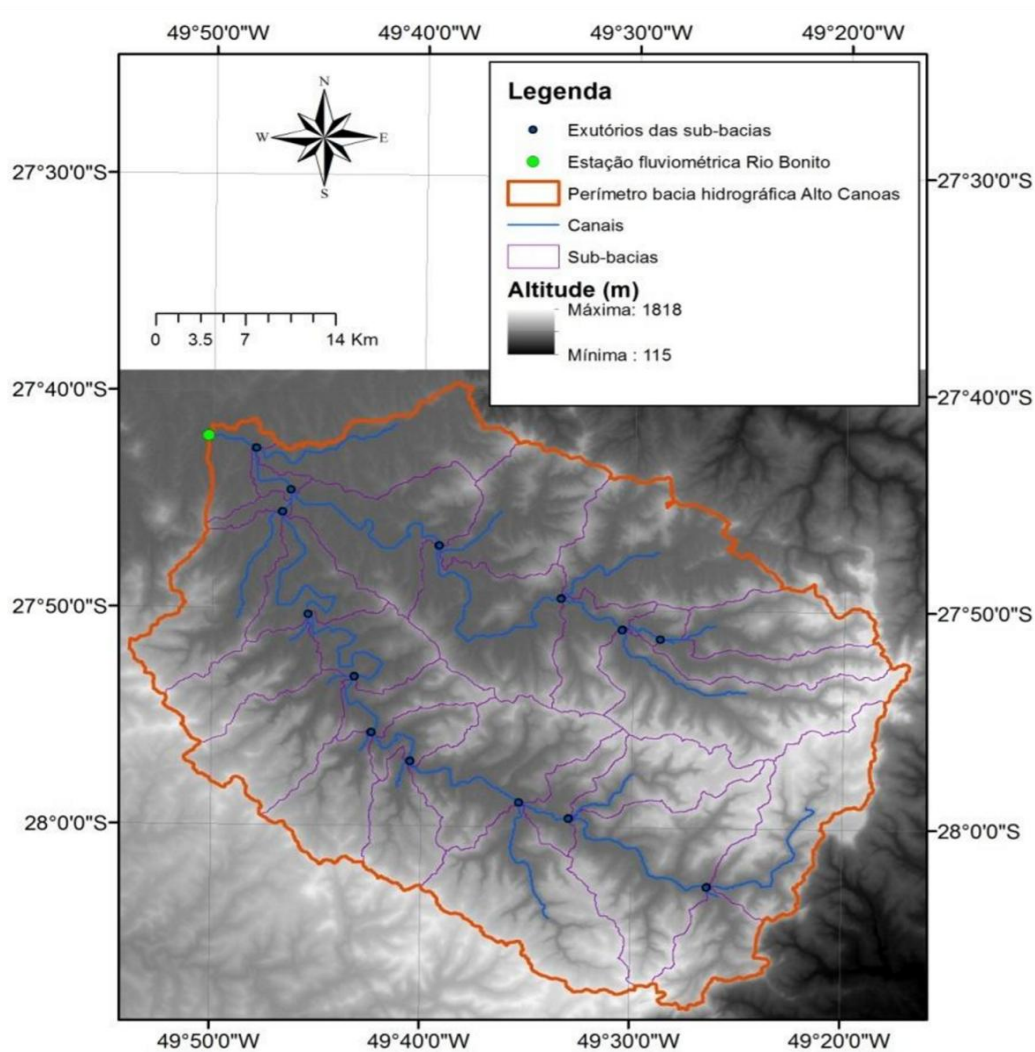 49°50'0"W 49°40'0"W 49°30'0"W 49°20'0"W
Legenda
Exutórios das sub-bacias
Estação fluviométrica Rio Bonito
Perímetro bacia hidrográfica Alto Canoas
Canais
Sub-bacias
Altitude (m)
Máxima: 1818
Mínima : 115
N
W E
S
0 3.5 7 14 Km
27°30'0"S 27°30'0"S
27°40'0"S 27°40'0"S
27°50'0"S 27°50'0"S
28°0'0"S 28°0'0"S
49°50'0"W 49°40'0"W 49°30'0"W 49°20'0"W